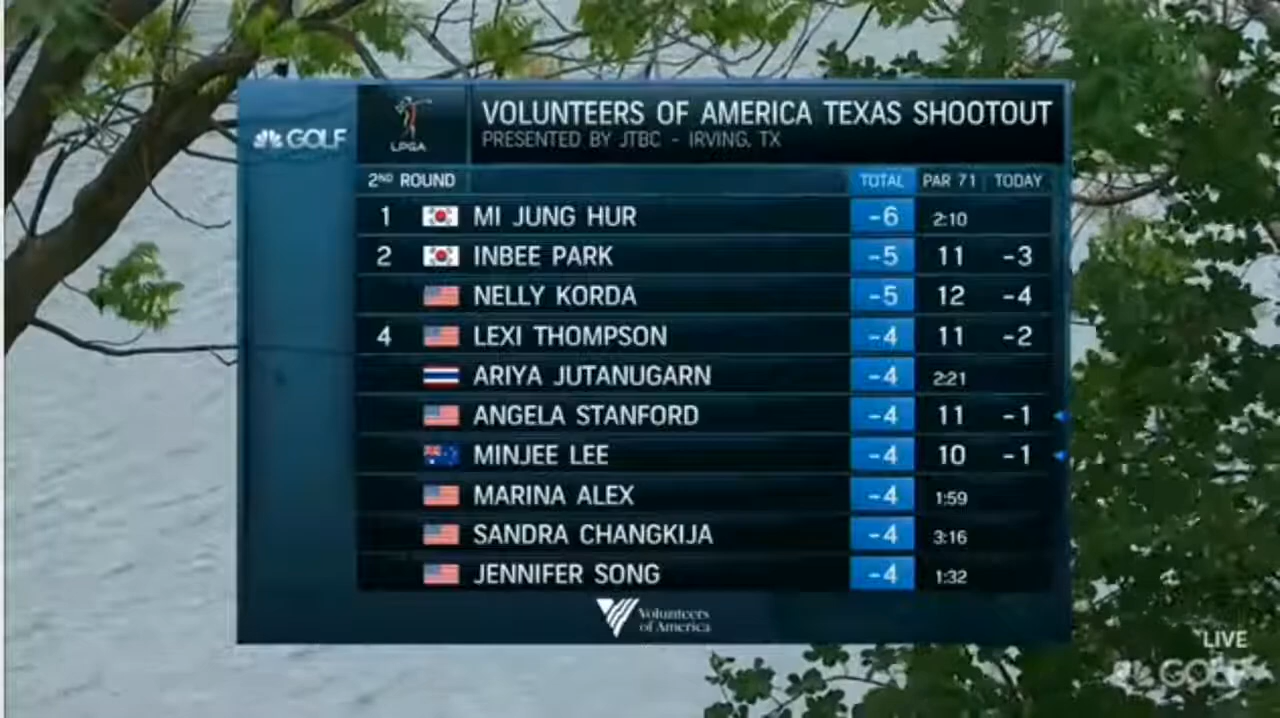 GOLF
LPGA
VOLUNTEERS OF AMERICA TEXAS SHOOTOUT
PRESENTED BY JTBC - IRVING, TX
2ND ROUND TOTAL PAR 71 TODAY
1 MI JUNG HUR -6 2:10
2 INBEE PARK -5 11 -3
NELLY KORDA -5 12 -4
4 LEXI THOMPSON -4 11 -2
ARIYA JUTANUGARN -4 2:21
ANGELA STANFORD -4 11 -1
MINJEE LEE -4 10 -1
MARINA ALEX -4 1:59
SANDRA CHANGKIJA -4 3:16
JENNIFER SONG -4 1:32
Volunteers
of America
LIVE
GOLF